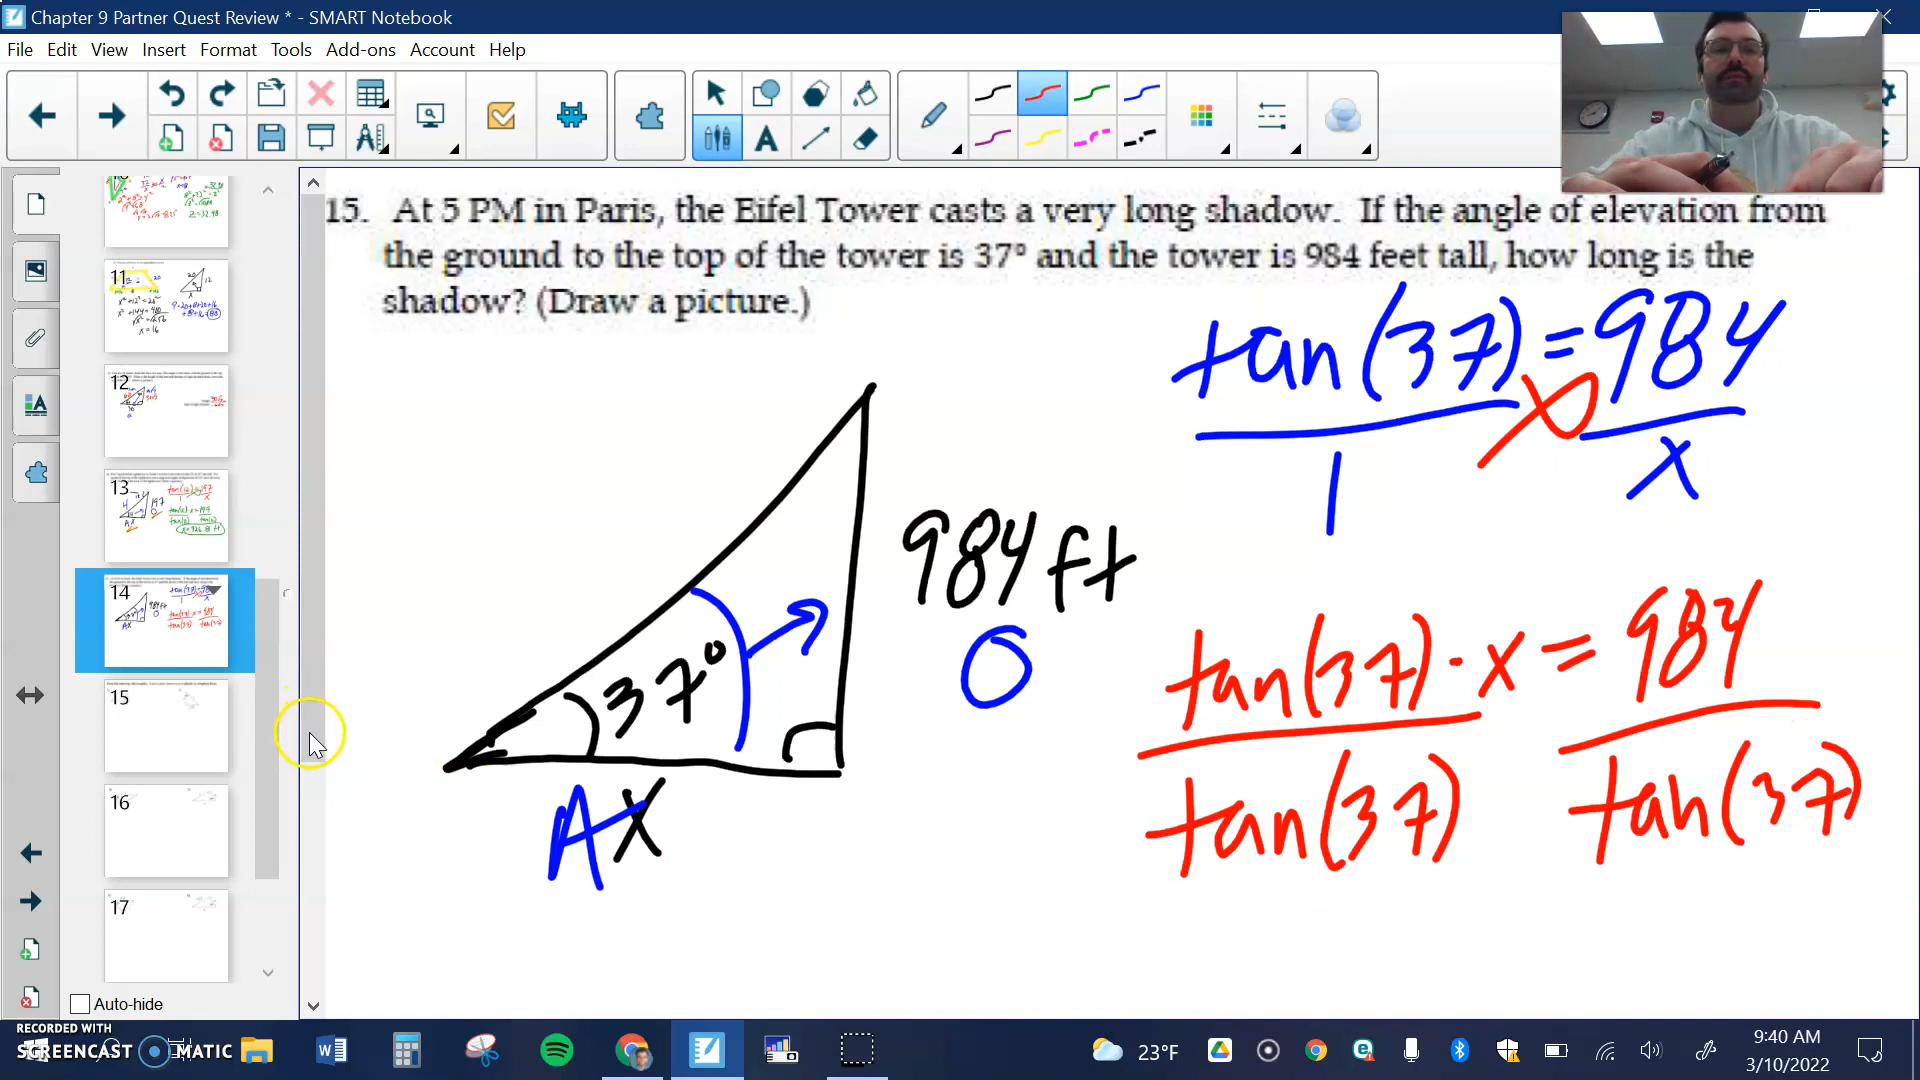 Chapter 9 Partner Quest Review * - SMART Notebook
File Edit View Insert Format Tools Add-ons Account Help
15. At 5 PM in Paris, the Eifel Tower casts a very long shadow. If the angle of elevation from
the ground to the top of the tower is 37° and the tower is 984 feet tall, how long is the
shadow? (Draw a picture.)
tan(37) = 984
1 x
984 ft
O
37°
A x
tan(37) · x = 984
tan(37) tan(37)
11
12
13
14
15
16
17
Auto-hide
RECORDED WITH
SCREENCAST MATIC
23°F
9:40 AM
3/10/2022